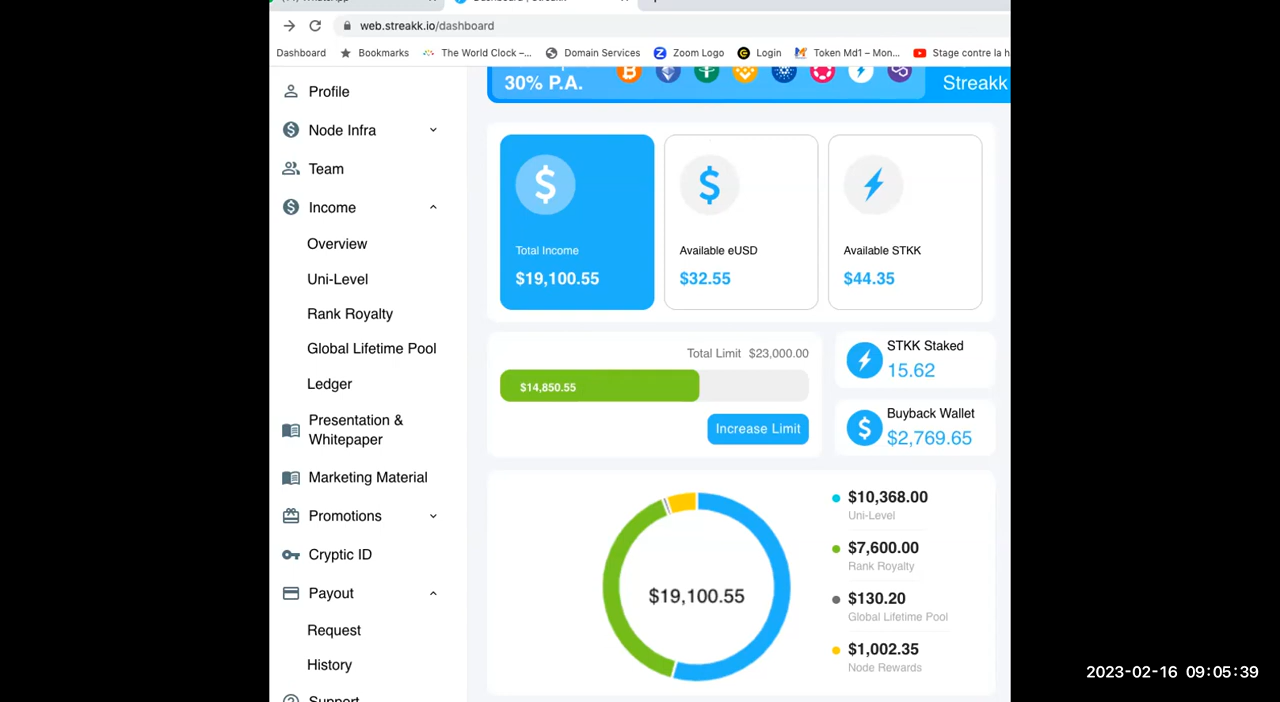 web.streakk.io/dashboard
Dashboard
Bookmarks
The World Clock –...
Domain Services
Zoom Logo
Login
Token Md1 – Mon...
Stage contre la h
30% P.A.
Streakk
Profile
Node Infra
Team
Income
Overview
Uni-Level
Rank Royalty
Global Lifetime Pool
Ledger
Presentation &
Whitepaper
Marketing Material
Promotions
Cryptic ID
Payout
Request
History
Support
Total Income
$19,100.55
Available eUSD
$32.55
Available STKK
$44.35
Total Limit $23,000.00
$14,850.55
Increase Limit
STKK Staked
15.62
Buyback Wallet
$2,769.65
$19,100.55
$10,368.00
Uni-Level
$7,600.00
Rank Royalty
$130.20
Global Lifetime Pool
$1,002.35
Node Rewards
2023-02-16 09:05:39